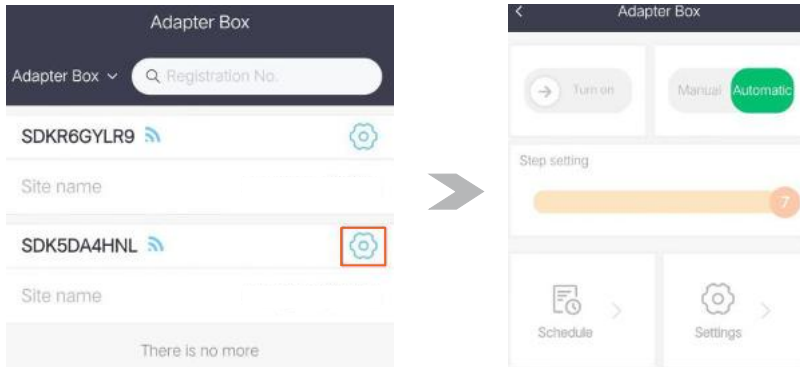 Adapter Box
Adapter Box
Registration No.
SDKR6GYLR9
Site name
SDK5DA4HNL
Site name
There is no more
Adapter Box
Turn on
Manual Automatic
Step setting
7
Schedule
Settings